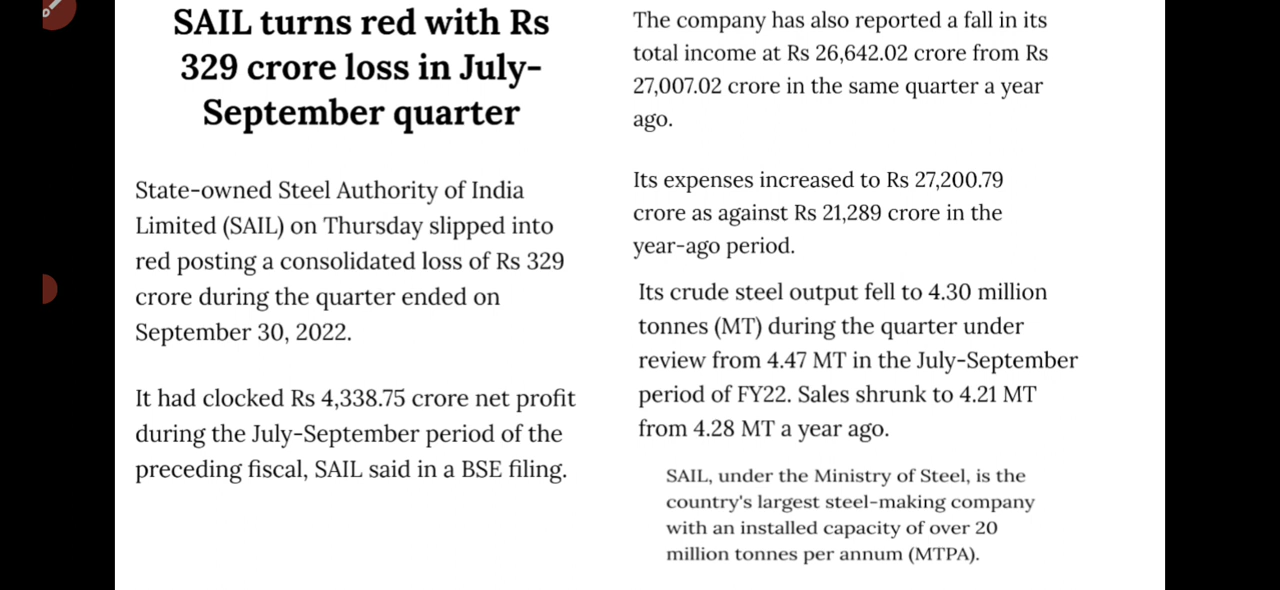 SAIL turns red with Rs
329 crore loss in July-
September quarter
State-owned Steel Authority of India
Limited (SAIL) on Thursday slipped into
red posting a consolidated loss of Rs 329
crore during the quarter ended on
September 30, 2022.
It had clocked Rs 4,338.75 crore net profit
during the July-September period of the
preceding fiscal, SAIL said in a BSE filing.
The company has also reported a fall in its
total income at Rs 26,642.02 crore from Rs
27,007.02 crore in the same quarter a year
ago.
Its expenses increased to Rs 27,200.79
crore as against Rs 21,289 crore in the
year-ago period.
Its crude steel output fell to 4.30 million
tonnes (MT) during the quarter under
review from 4.47 MT in the July-September
period of FY22. Sales shrunk to 4.21 MT
from 4.28 MT a year ago.
SAIL, under the Ministry of Steel, is the
country's largest steel-making company
with an installed capacity of over 20
million tonnes per annum (MTPA).